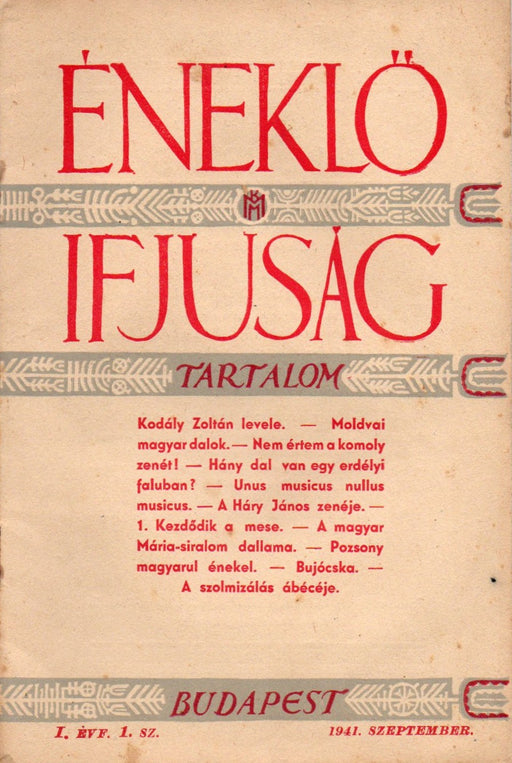 ÉNEKLŐ
IFJUSÁG
TARTALOM
Kodály Zoltán levele. — Moldvai
magyar dalok. — Nem értem a komoly
zenét! — Hány dal van egy erdélyi
faluban? — Unus musicus nullus
musicus. — A Háry János zenéje. —
1. Kezdődik a mese. — A magyar
Mária-siralom dallama. — Pozsony
magyarul énekel. — Bujócska. —
A szolmizálás ábécéje.
BUDAPEST
I. ÉVF. 1. SZ.
1941. SZEPTEMBER.